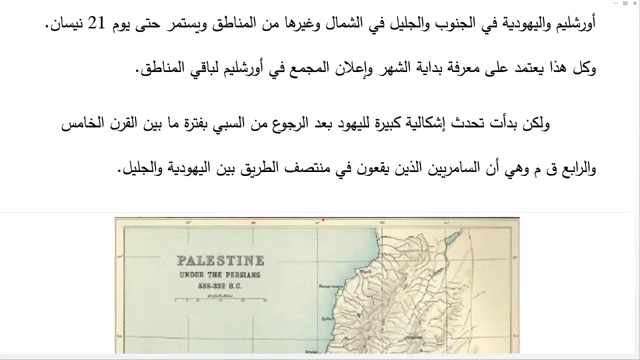 أورشليم واليهودية في الجنوب والجليل في الشمال وغيرها من المناطق ويستمر حتى يوم 21 نيسان.
وكل هذا يعتمد على معرفة بداية الشهر وإعلان المجمع في أورشليم لباقي المناطق.
ولكن بدأت تحدث إشكالية كبيرة لليهود بعد الرجوع من السبي بفترة ما بين القرن الخامس
والرابع ق م وهي أن السامريين الذين يقعون في منتصف الطريق بين اليهودية والجليل.
PALESTINE
UNDER THE PERSIANS
538-332 B.C.